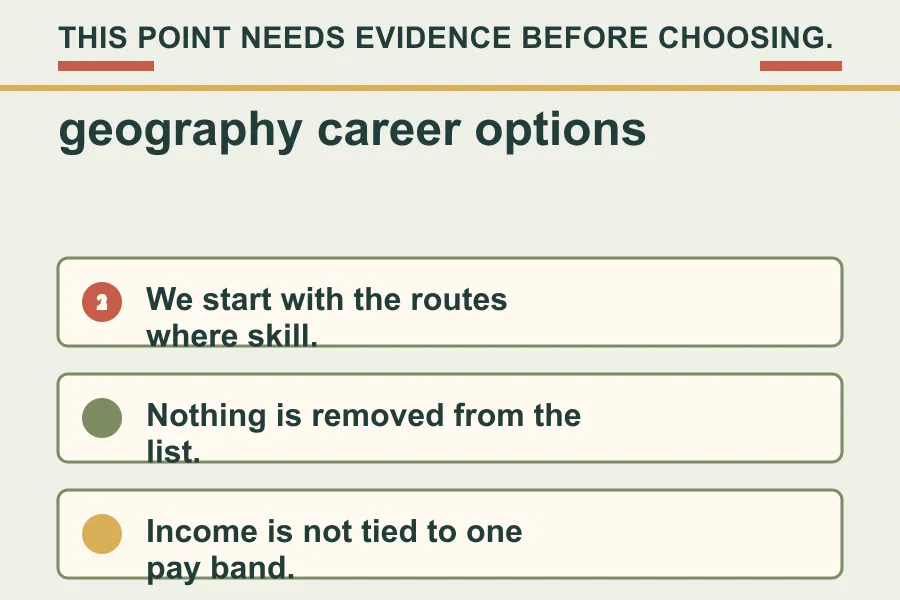 THIS POINT NEEDS EVIDENCE BEFORE CHOOSING.
geography career options
We start with the routes
where skill.
Nothing is removed from the
list.
Income is not tied to one
pay band.